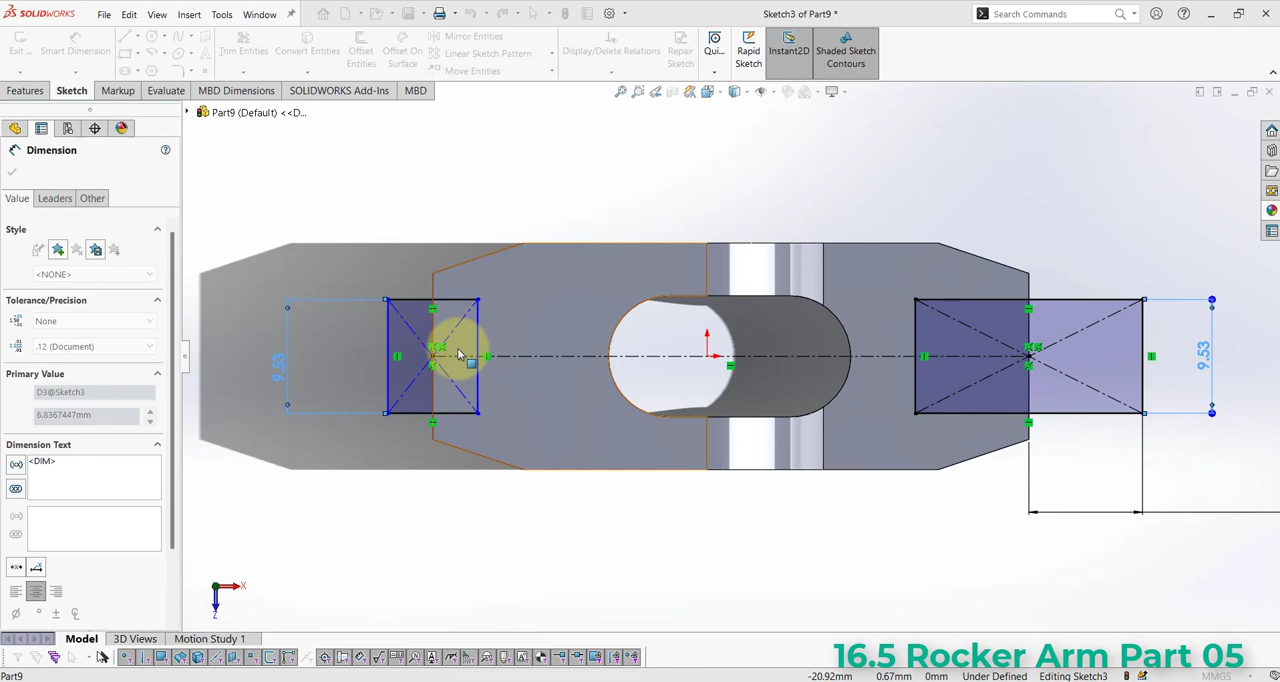 SOLIDWORKS File Edit View Insert Tools Window Sketch3 of Part9 * Search Commands
Exit ... Smart Dimension Trim Entities Convert Entities Offset Entities Offset On Surface Mirror Entities Linear Sketch Pattern Move Entities Display/Delete Relations Repair Sketch Qui... Rapid Sketch Instant2D Shaded Sketch Contours
Features Sketch Markup Evaluate MBD Dimensions SOLIDWORKS Add-Ins MBD
Part9 (Default) <<D...
Dimension
Value Leaders Other
Style
<NONE>
Tolerance/Precision
None
.12 (Document)
Primary Value
D3@Sketch3
6.8367447mm
Dimension Text
<DIM>
9.53
9.53
X
Z
Model 3D Views Motion Study 1
16.5 Rocker Arm Part 05
Part9 -20.92mm 0.67mm 0mm Under Defined Editing Sketch3 MMGS